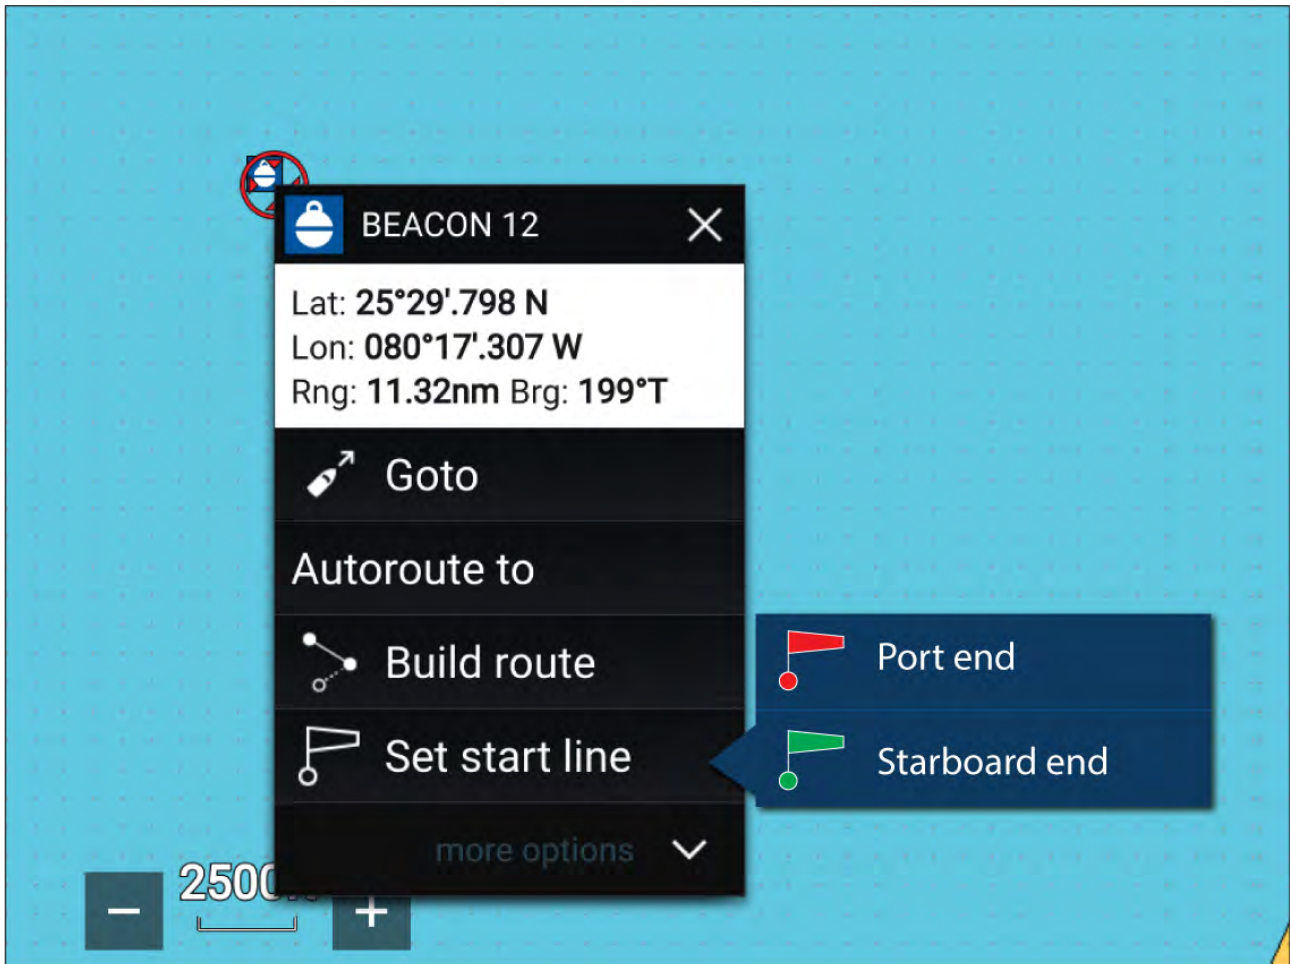 BEACON 12
Lat: 25°29'.798 N
Lon: 080°17'.307 W
Rng: 11.32nm Brg: 199°T
Goto
Autoroute to
Build route
Port end
Set start line
Starboard end
more options